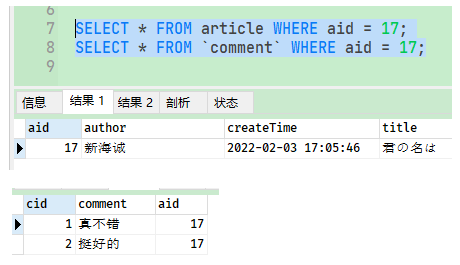 6
7 SELECT * FROM article WHERE aid = 17;
8 SELECT * FROM `comment` WHERE aid = 17;
9
信息 结果 1 结果 2 剖析 状态
aid author createTime title
17 新海诚 2022-02-03 17:05:46 君の名は
cid comment aid
1 真不错 17
2 挺好的 17